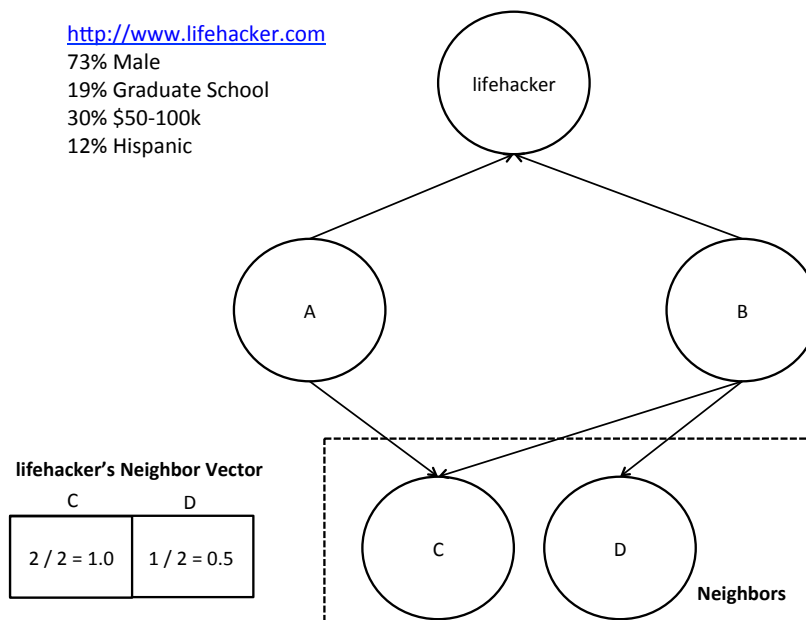 http://www.lifehacker.com
73% Male
19% Graduate School
30% $50-100k
12% Hispanic
lifehacker
A
B
lifehacker’s Neighbor Vector
C D
2 / 2 = 1.0 1 / 2 = 0.5
C
D
Neighbors